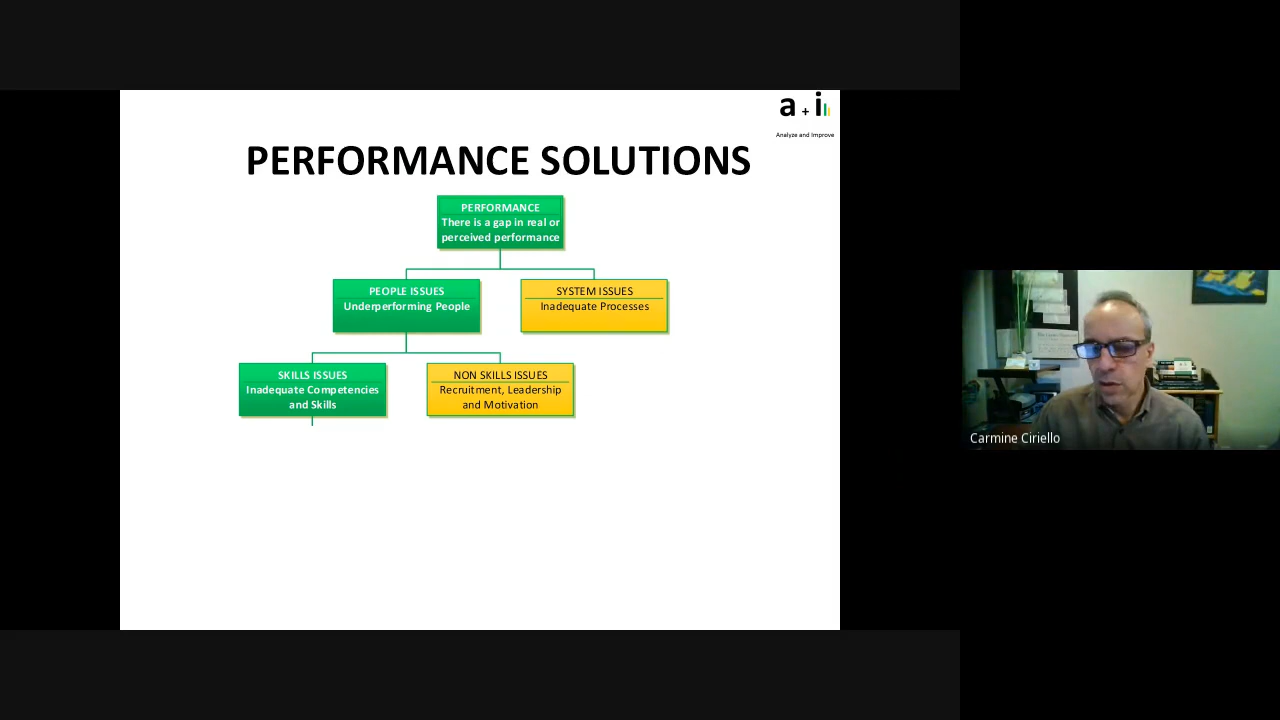 a + i
Analyze and Improve
PERFORMANCE SOLUTIONS
PERFORMANCE
There is a gap in real or
perceived performance
PEOPLE ISSUES
Underperforming People
SYSTEM ISSUES
Inadequate Processes
SKILLS ISSUES
Inadequate Competencies
and Skills
NON SKILLS ISSUES
Recruitment, Leadership
and Motivation
Carmine Ciriello